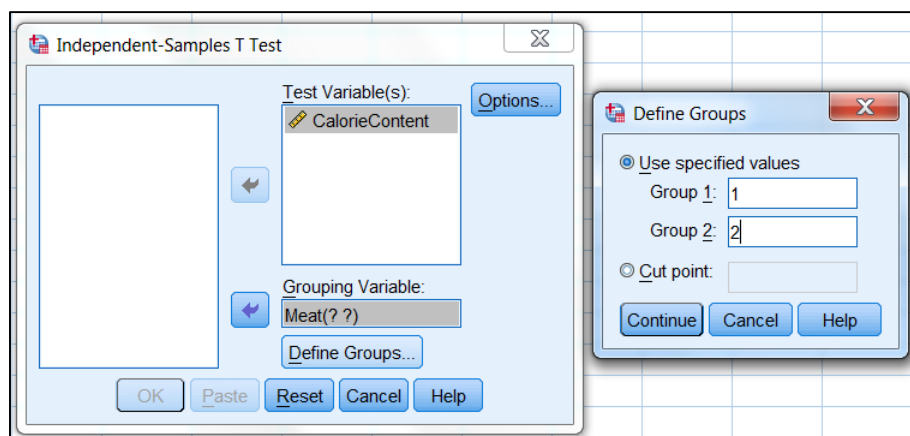 Independent-Samples T Test
Test Variable(s):
CalorieContent
Options...
Grouping Variable:
Meat(? ?)
Define Groups...
OK Paste Reset Cancel Help
Define Groups
Use specified values
Group 1: 1
Group 2: 2
Cut point:
Continue Cancel Help